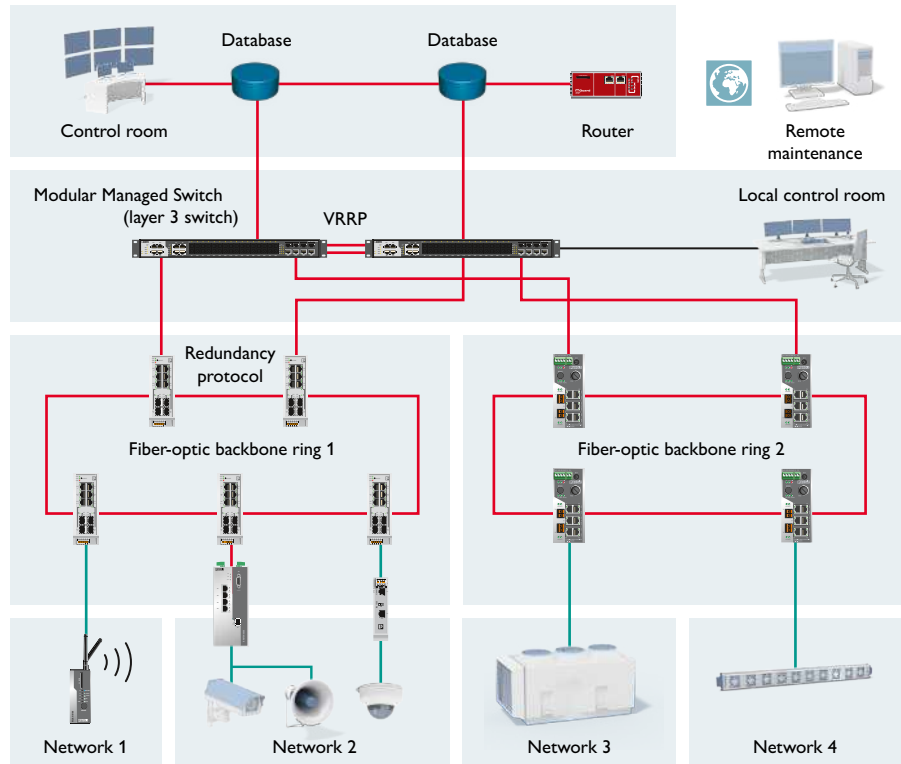 Database
Database
Control room
Router
Remote
maintenance
Modular Managed Switch
(layer 3 switch)
VRRP
Local control room
Redundancy
protocol
Fiber-optic backbone ring 1
Fiber-optic backbone ring 2
Network 1
Network 2
Network 3
Network 4